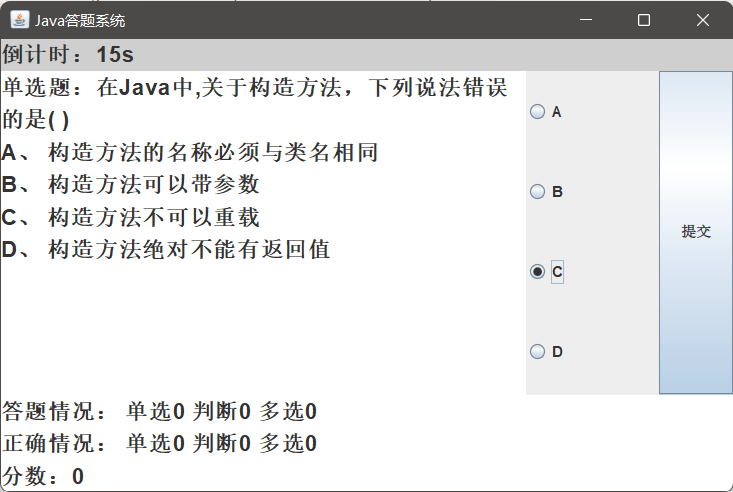 Java答题系统
倒计时：15s
单选题：在Java中,关于构造方法，下列说法错误
的是( )
A、 构造方法的名称必须与类名相同
B、 构造方法可以带参数
C、 构造方法不可以重载
D、 构造方法绝对不能有返回值
A
B
C
D
提交
答题情况： 单选0 判断0 多选0
正确情况： 单选0 判断0 多选0
分数：0